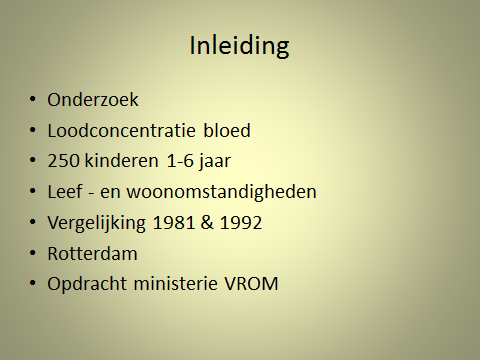 Inleiding
• Onderzoek
• Loodconcentratie bloed
• 250 kinderen 1-6 jaar
• Leef - en woonomstandigheden
• Vergelijking 1981 & 1992
• Rotterdam
• Opdracht ministerie VROM